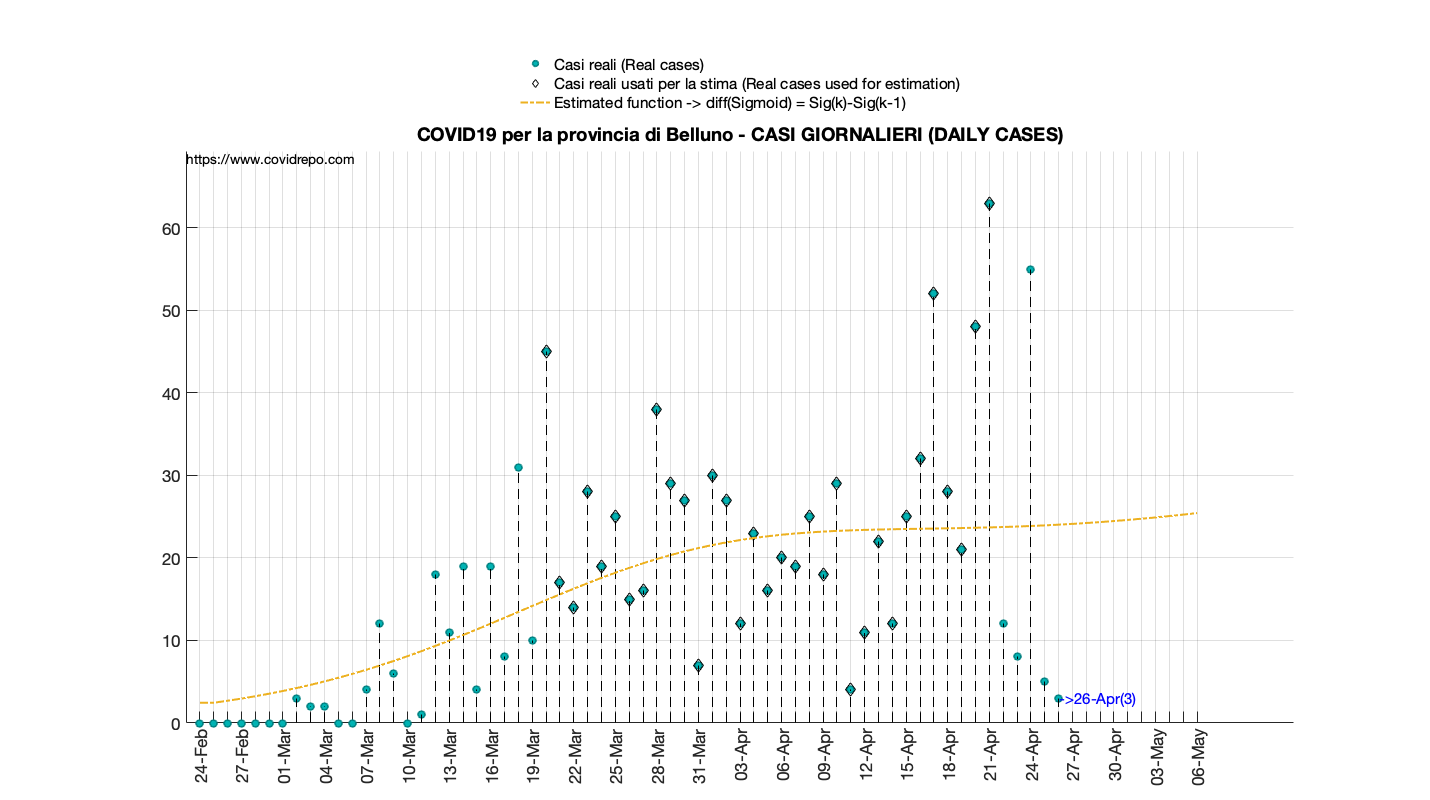 Casi reali (Real cases)
Casi reali usati per la stima (Real cases used for estimation)
Estimated function -> diff(Sigmoid) = Sig(k)-Sig(k-1)
COVID19 per la provincia di Belluno - CASI GIORNALIERI (DAILY CASES)
https://www.covidrepo.com
60
50
40
30
20
10
0
->26-Apr(3)
24-Feb
27-Feb
01-Mar
04-Mar
07-Mar
10-Mar
13-Mar
16-Mar
19-Mar
22-Mar
25-Mar
28-Mar
31-Mar
03-Apr
06-Apr
09-Apr
12-Apr
15-Apr
18-Apr
21-Apr
24-Apr
27-Apr
30-Apr
03-May
06-May